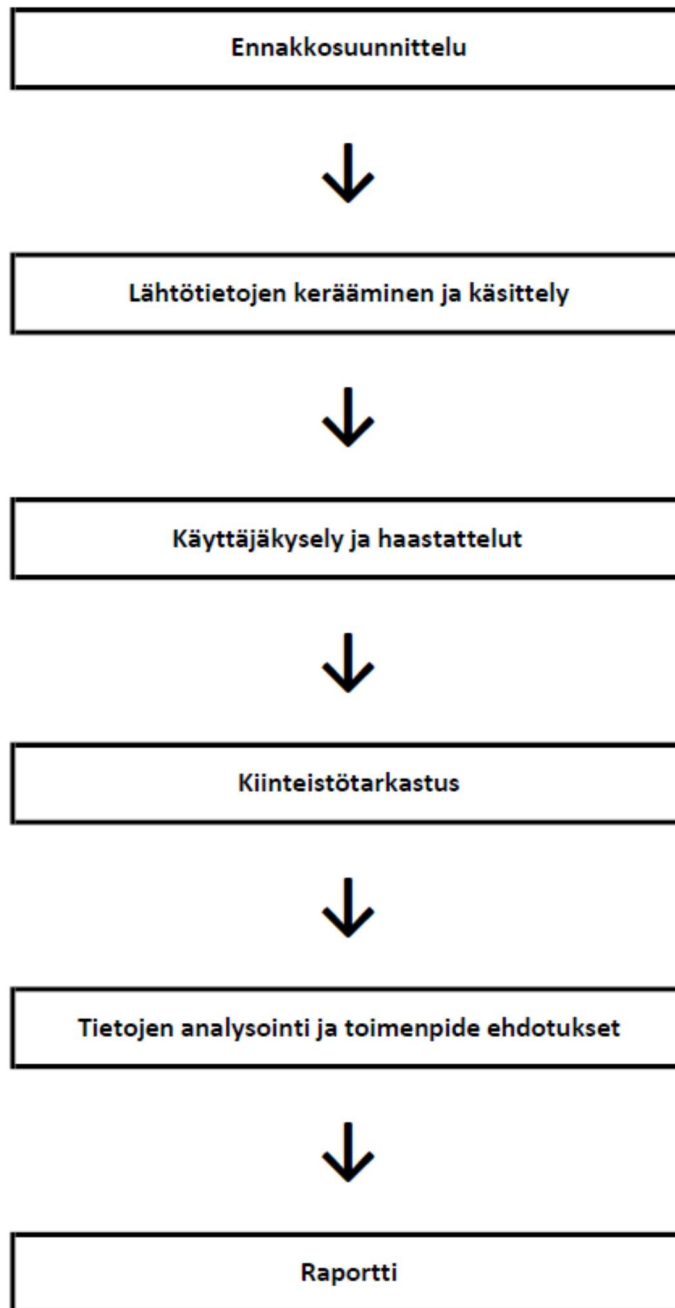 Ennakkosuunnittelu
Lähtötietojen kerääminen ja käsittely
Käyttäjäkysely ja haastattelut
Kiinteistötarkastus
Tietojen analysointi ja toimenpide ehdotukset
Raportti